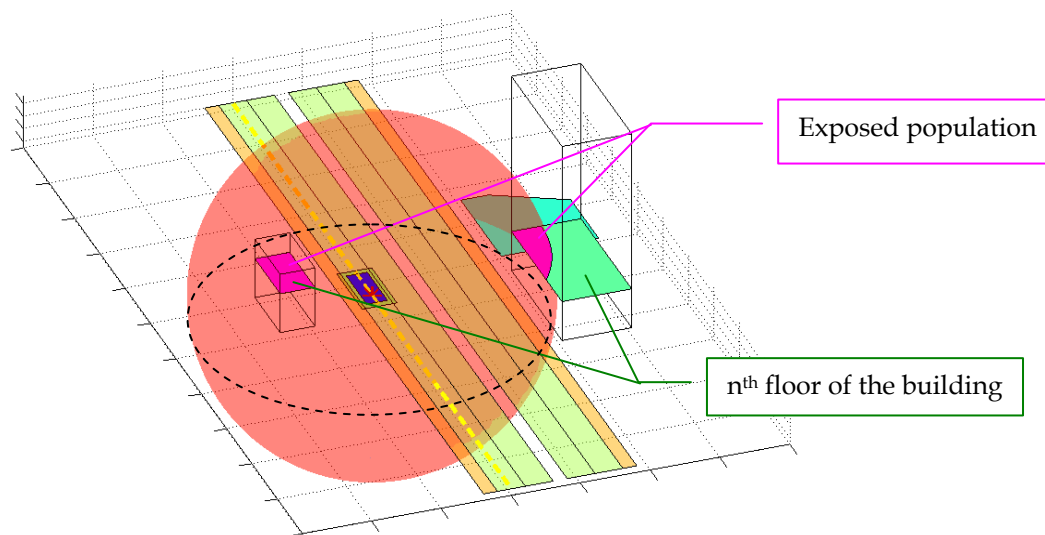 Exposed population
nᵗʰ floor of the building